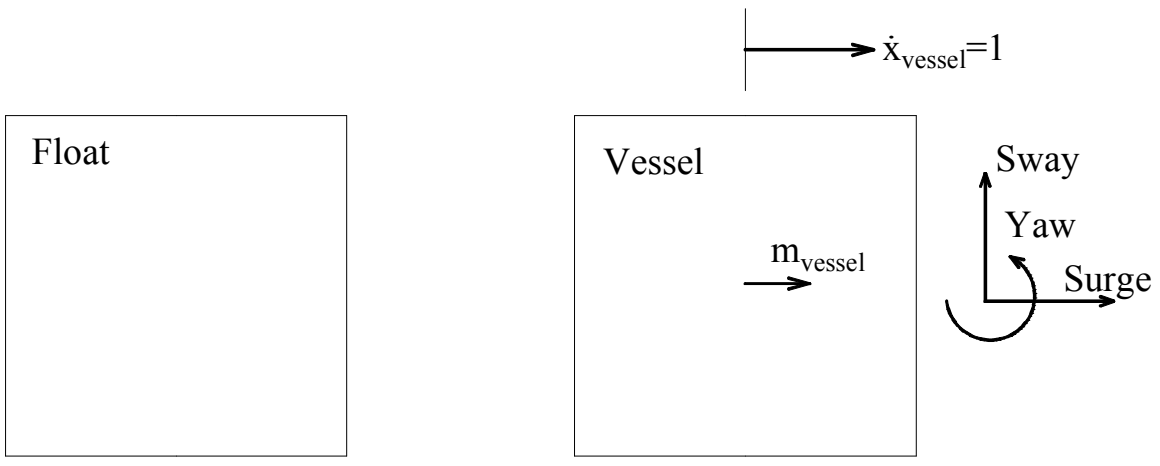 ẋvessel=1
Float
Vessel
Sway
Yaw
mvessel
Surge